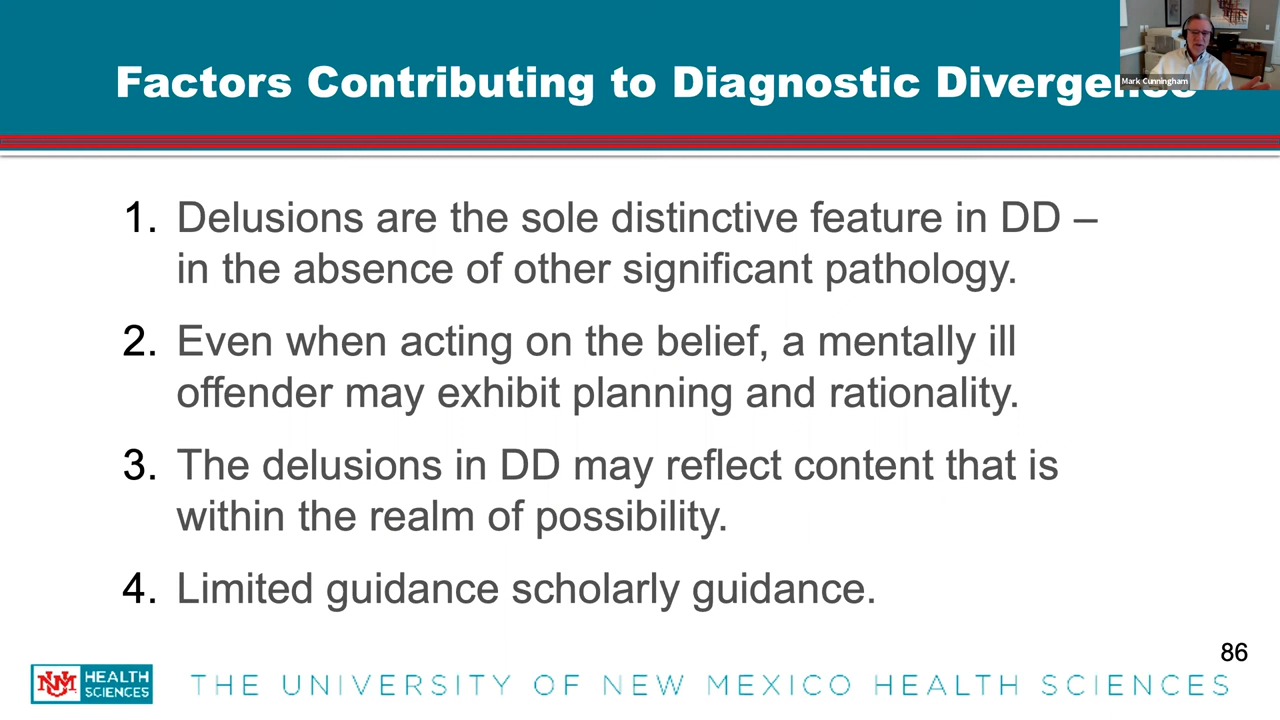 Factors Contributing to Diagnostic Divergence
Mark Cunningham
1. Delusions are the sole distinctive feature in DD –
in the absence of other significant pathology.
2. Even when acting on the belief, a mentally ill
offender may exhibit planning and rationality.
3. The delusions in DD may reflect content that is
within the realm of possibility.
4. Limited guidance scholarly guidance.
86
UNM HEALTH
SCIENCES
THE UNIVERSITY OF NEW MEXICO HEALTH SCIENCES